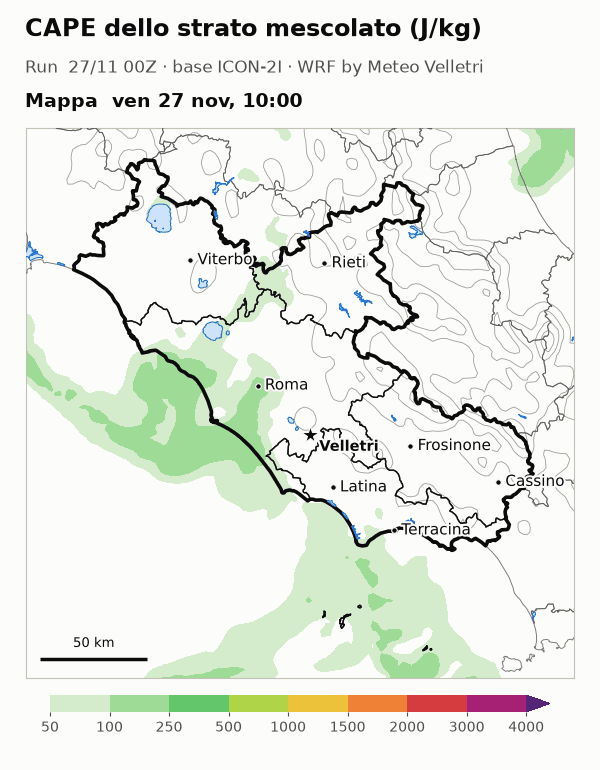 CAPE dello strato mescolato (J/kg)
Run  27/11 00Z · base ICON-2I · WRF by Meteo Velletri
Mappa  ven 27 nov, 10:00
Viterbo
Rieti
Roma
Velletri
Frosinone
Latina
Cassino
Terracina
50 km
50 100 250 500 1000 1500 2000 3000 4000